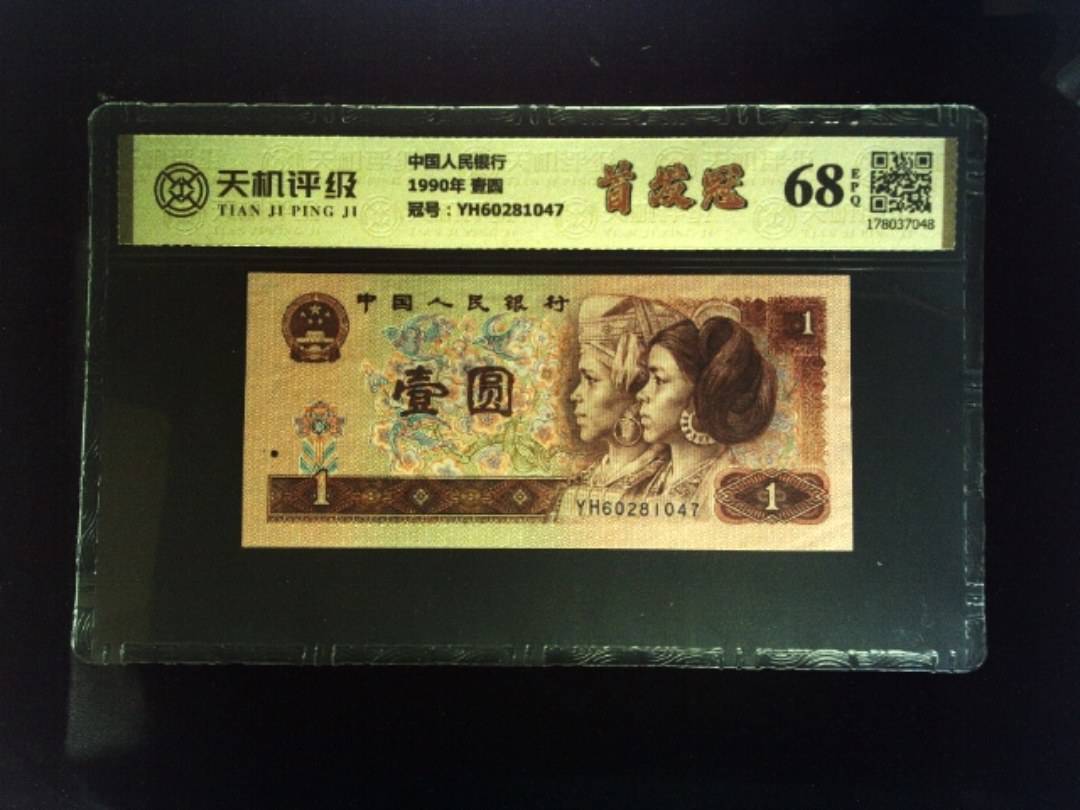 天机评级
TIAN JI PING JI
中国人民银行
1990年 壹圆
冠号：YH60281047
首发冠
68
EPQ
178037048
中国人民银行
1
壹圆
1
YH60281047
1